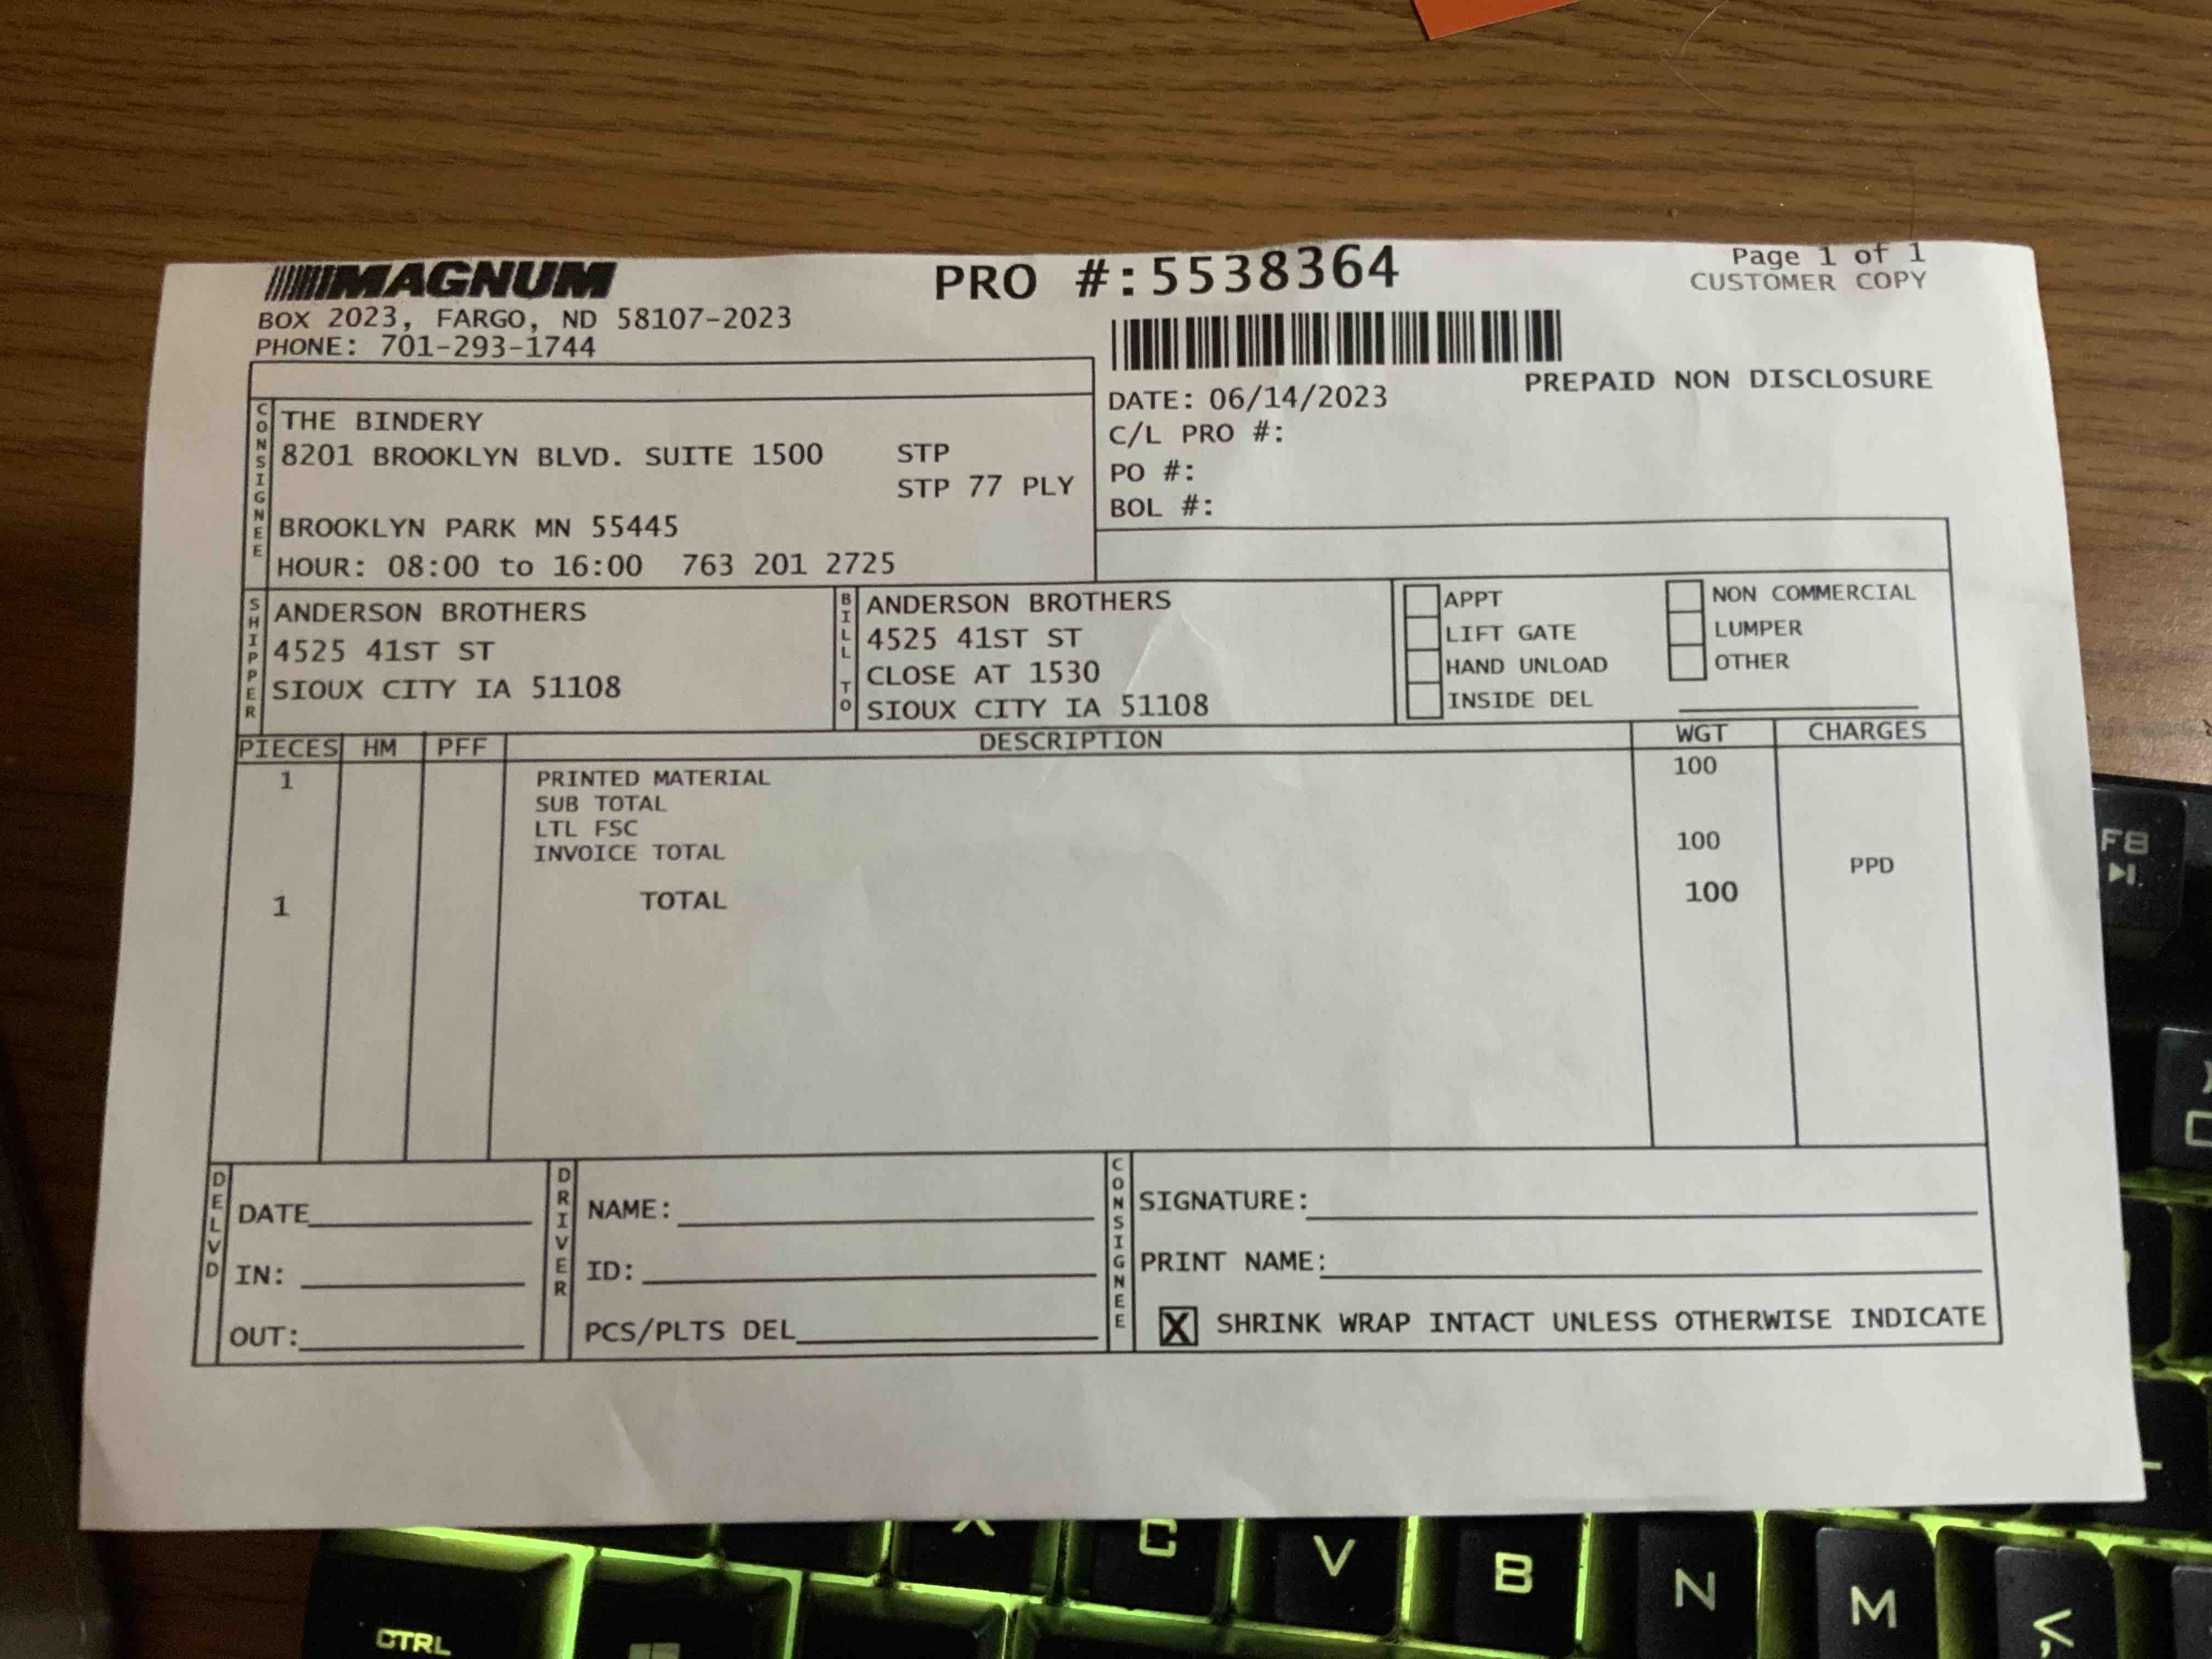 MAGNUM
BOX 2023, FARGO, ND 58107-2023
PHONE: 701-293-1744
PRO #:5538364
Page 1 of 1
CUSTOMER COPY
PREPAID NON DISCLOSURE
DATE: 06/14/2023
C/L PRO #:
PO #:
BOL #:
CONSIGNEE
THE BINDERY
8201 BROOKLYN BLVD. SUITE 1500 STP
STP 77 PLY
BROOKLYN PARK MN 55445
HOUR: 08:00 to 16:00 763 201 2725
SHIPPER
ANDERSON BROTHERS
4525 41ST ST
SIOUX CITY IA 51108
BILL TO
ANDERSON BROTHERS
4525 41ST ST
CLOSE AT 1530
SIOUX CITY IA 51108
APPT
LIFT GATE
HAND UNLOAD
INSIDE DEL
NON COMMERCIAL
LUMPER
OTHER
PIECES HM PFF DESCRIPTION WGT CHARGES
1 PRINTED MATERIAL 100
SUB TOTAL
LTL FSC
INVOICE TOTAL 100 PPD
1 TOTAL 100
DELVD
DATE
IN:
OUT:
DRIVER
NAME:
ID:
PCS/PLTS DEL
CONSIGNEE
SIGNATURE:
PRINT NAME:
X SHRINK WRAP INTACT UNLESS OTHERWISE INDICATE
F8
X C V B N M
CTRL